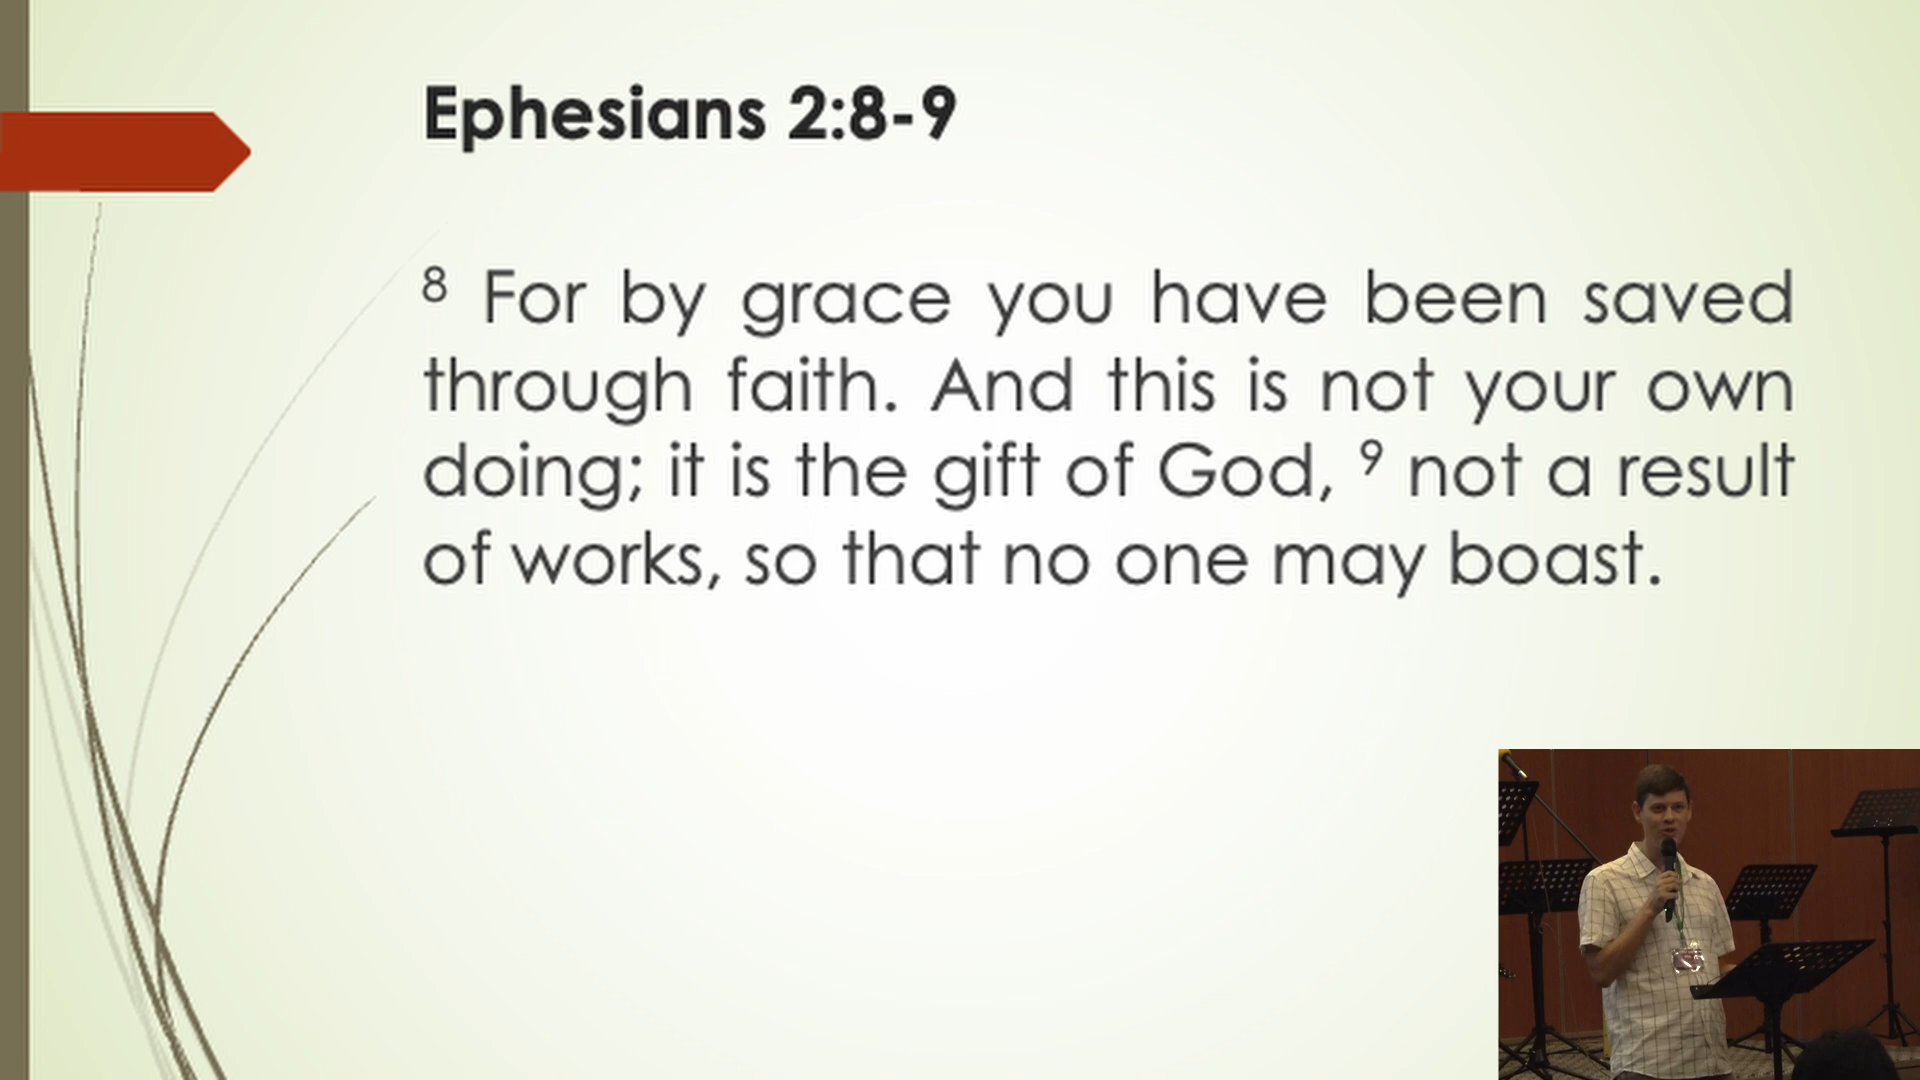 Ephesians 2:8-9
8 For by grace you have been saved
through faith. And this is not your own
doing; it is the gift of God, 9 not a result
of works, so that no one may boast.